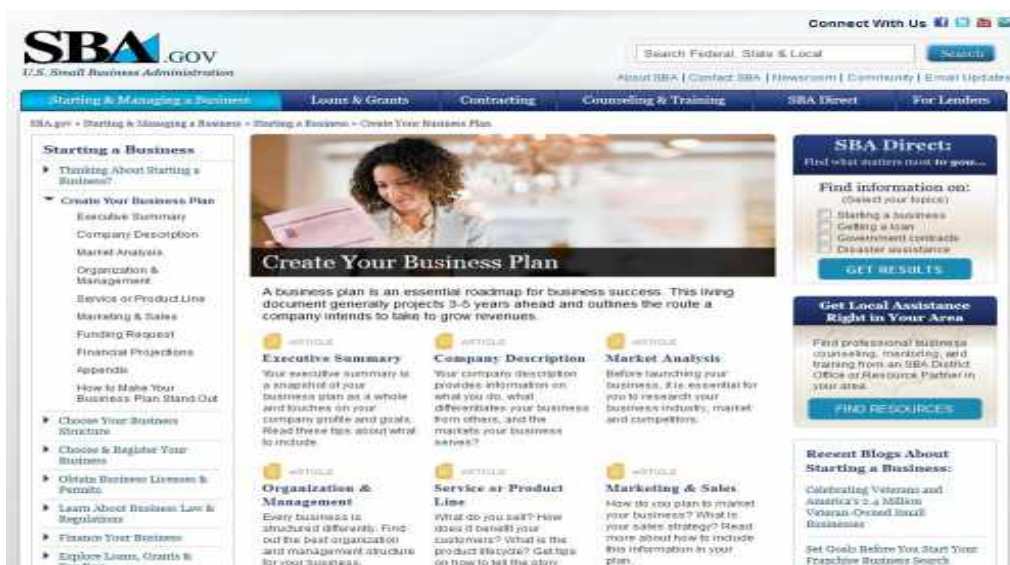 Connect With Us
SBA.GOV
U.S. Small Business Administration
Search Federal, State & Local
Search
About SBA | Contact SBA | Newsroom | Community | Email Updates
Starting & Managing a Business
Loans & Grants
Contracting
Counseling & Training
SBA Direct
For Lenders
SBA.gov » Starting & Managing a Business » Starting a Business » Create Your Business Plan
Starting a Business
Thinking About Starting a
Business?
Create Your Business Plan
Executive Summary
Company Description
Market Analysis
Organization &
Management
Service or Product Line
Marketing & Sales
Funding Request
Financial Projections
Appendix
How to Make Your
Business Plan Stand Out
Choose Your Business
Structure
Choose & Register Your
Business
Obtain Business Licenses &
Permits
Learn About Business Law &
Regulations
Finance Your Business
Explore Loans, Grants &
Create Your Business Plan
A business plan is an essential roadmap for business success. This living
document generally projects 3-5 years ahead and outlines the route a
company intends to take to grow revenues.
ARTICLE
Executive Summary
Your executive summary is
a snapshot of your
business plan as a whole
and touches on your
company profile and goals.
Read these tips about what
to include.
ARTICLE
Company Description
Your company description
provides information on
what you do, what
differentiates your business
from others, and the
markets your business
serves?
ARTICLE
Market Analysis
Before launching your
business, it is essential for
you to research your
business industry, market
and competitors.
ARTICLE
Organization &
Management
Every business is
structured differently. Find
out the best organization
and management structure
for your business.
ARTICLE
Service or Product
Line
What do you sell? How
does it benefit your
customers? What is the
product lifecycle? Get tips
on how to tell the story
ARTICLE
Marketing & Sales
How do you plan to market
your business? What is
your sales strategy? Read
more about how to include
this information in your
plan.
SBA Direct:
Find what matters most to you...
Find information on:
(Select your topics)
Starting a business
Getting a loan
Government contracts
Disaster assistance
GET RESULTS
Get Local Assistance
Right in Your Area
Find professional business
counseling, mentoring, and
training from an SBA District
Office or Resource Partner in
your area.
FIND RESOURCES
Recent Blogs About
Starting a Business:
Celebrating Veterans and
America's 2.4 Million
Veteran-Owned Small
Businesses
Set Goals Before You Start Your
Franchise Business Search